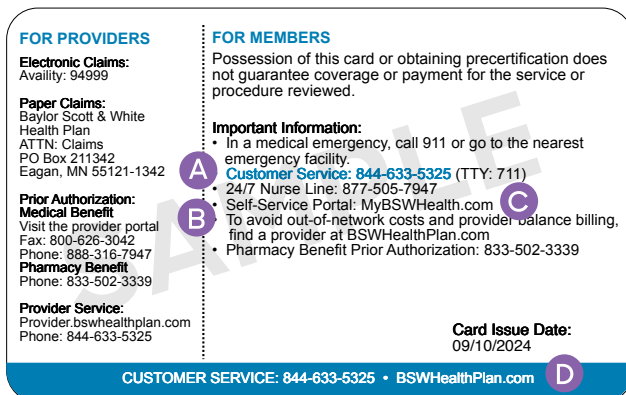 FOR PROVIDERS
Electronic Claims:
Availity: 94999
Paper Claims:
Baylor Scott & White
Health Plan
ATTN: Claims
PO Box 211342
Eagan, MN 55121-1342
Prior Authorization:
Medical Benefit
Visit the provider portal
Fax: 800-626-3042
Phone: 888-316-7947
Pharmacy Benefit
Phone: 833-502-3339
Provider Service:
Provider.bswhealthplan.com
Phone: 844-633-5325
FOR MEMBERS
Possession of this card or obtaining precertification does
not guarantee coverage or payment for the service or
procedure reviewed.
Important Information:
• In a medical emergency, call 911 or go to the nearest
emergency facility.
A
Customer Service: 844-633-5325 (TTY: 711)
• 24/7 Nurse Line: 877-505-7947
B
• Self-Service Portal: MyBSWHealth.com
C
• To avoid out-of-network costs and provider balance billing,
find a provider at BSWHealthPlan.com
• Pharmacy Benefit Prior Authorization: 833-502-3339
Card Issue Date:
09/10/2024
CUSTOMER SERVICE: 844-633-5325 • BSWHealthPlan.com
D
SAMPLE